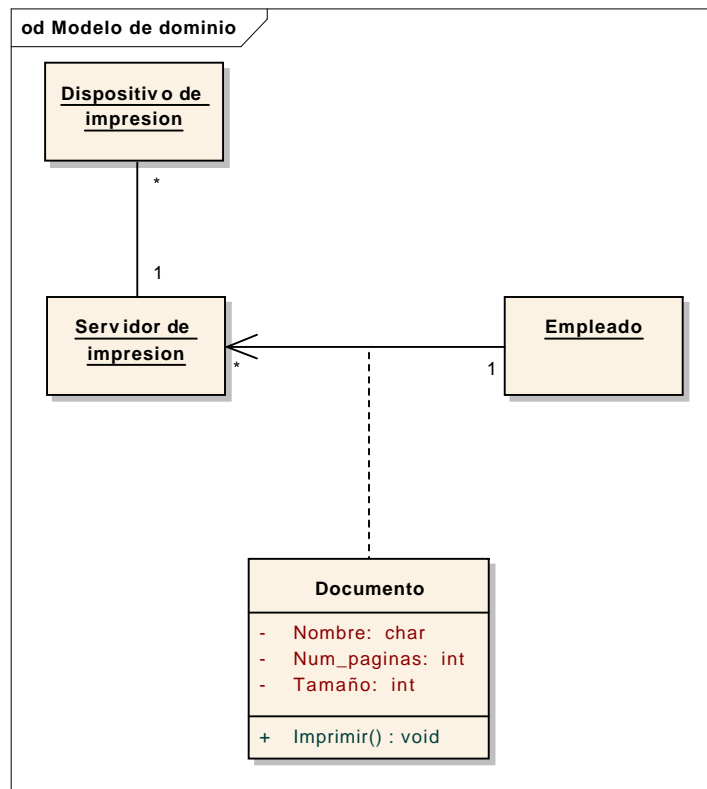 od Modelo de dominio
Dispositivo de
impresion
*
1
Servidor de
impresion
*
1
Empleado
Documento
- Nombre: char
- Num_paginas: int
- Tamaño: int
+ Imprimir() : void